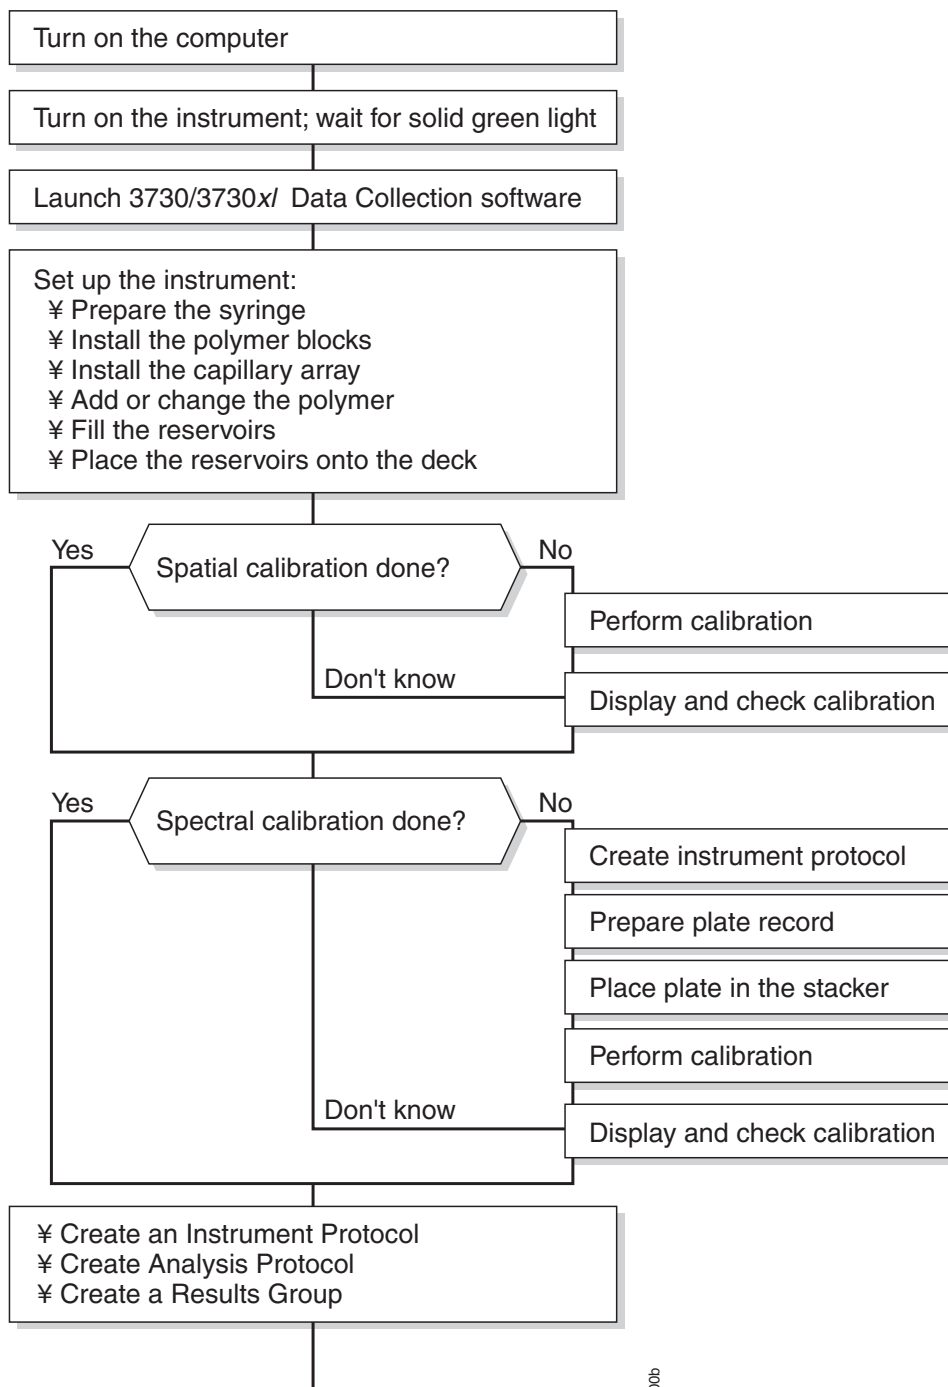 Turn on the computer
Turn on the instrument; wait for solid green light
Launch 3730/3730xl Data Collection software
Set up the instrument:
¥ Prepare the syringe
¥ Install the polymer blocks
¥ Install the capillary array
¥ Add or change the polymer
¥ Fill the reservoirs
¥ Place the reservoirs onto the deck
Yes
Spatial calibration done?
No
Perform calibration
Don't know
Display and check calibration
Yes
Spectral calibration done?
No
Create instrument protocol
Prepare plate record
Place plate in the stacker
Perform calibration
Don't know
Display and check calibration
¥ Create an Instrument Protocol
¥ Create Analysis Protocol
¥ Create a Results Group